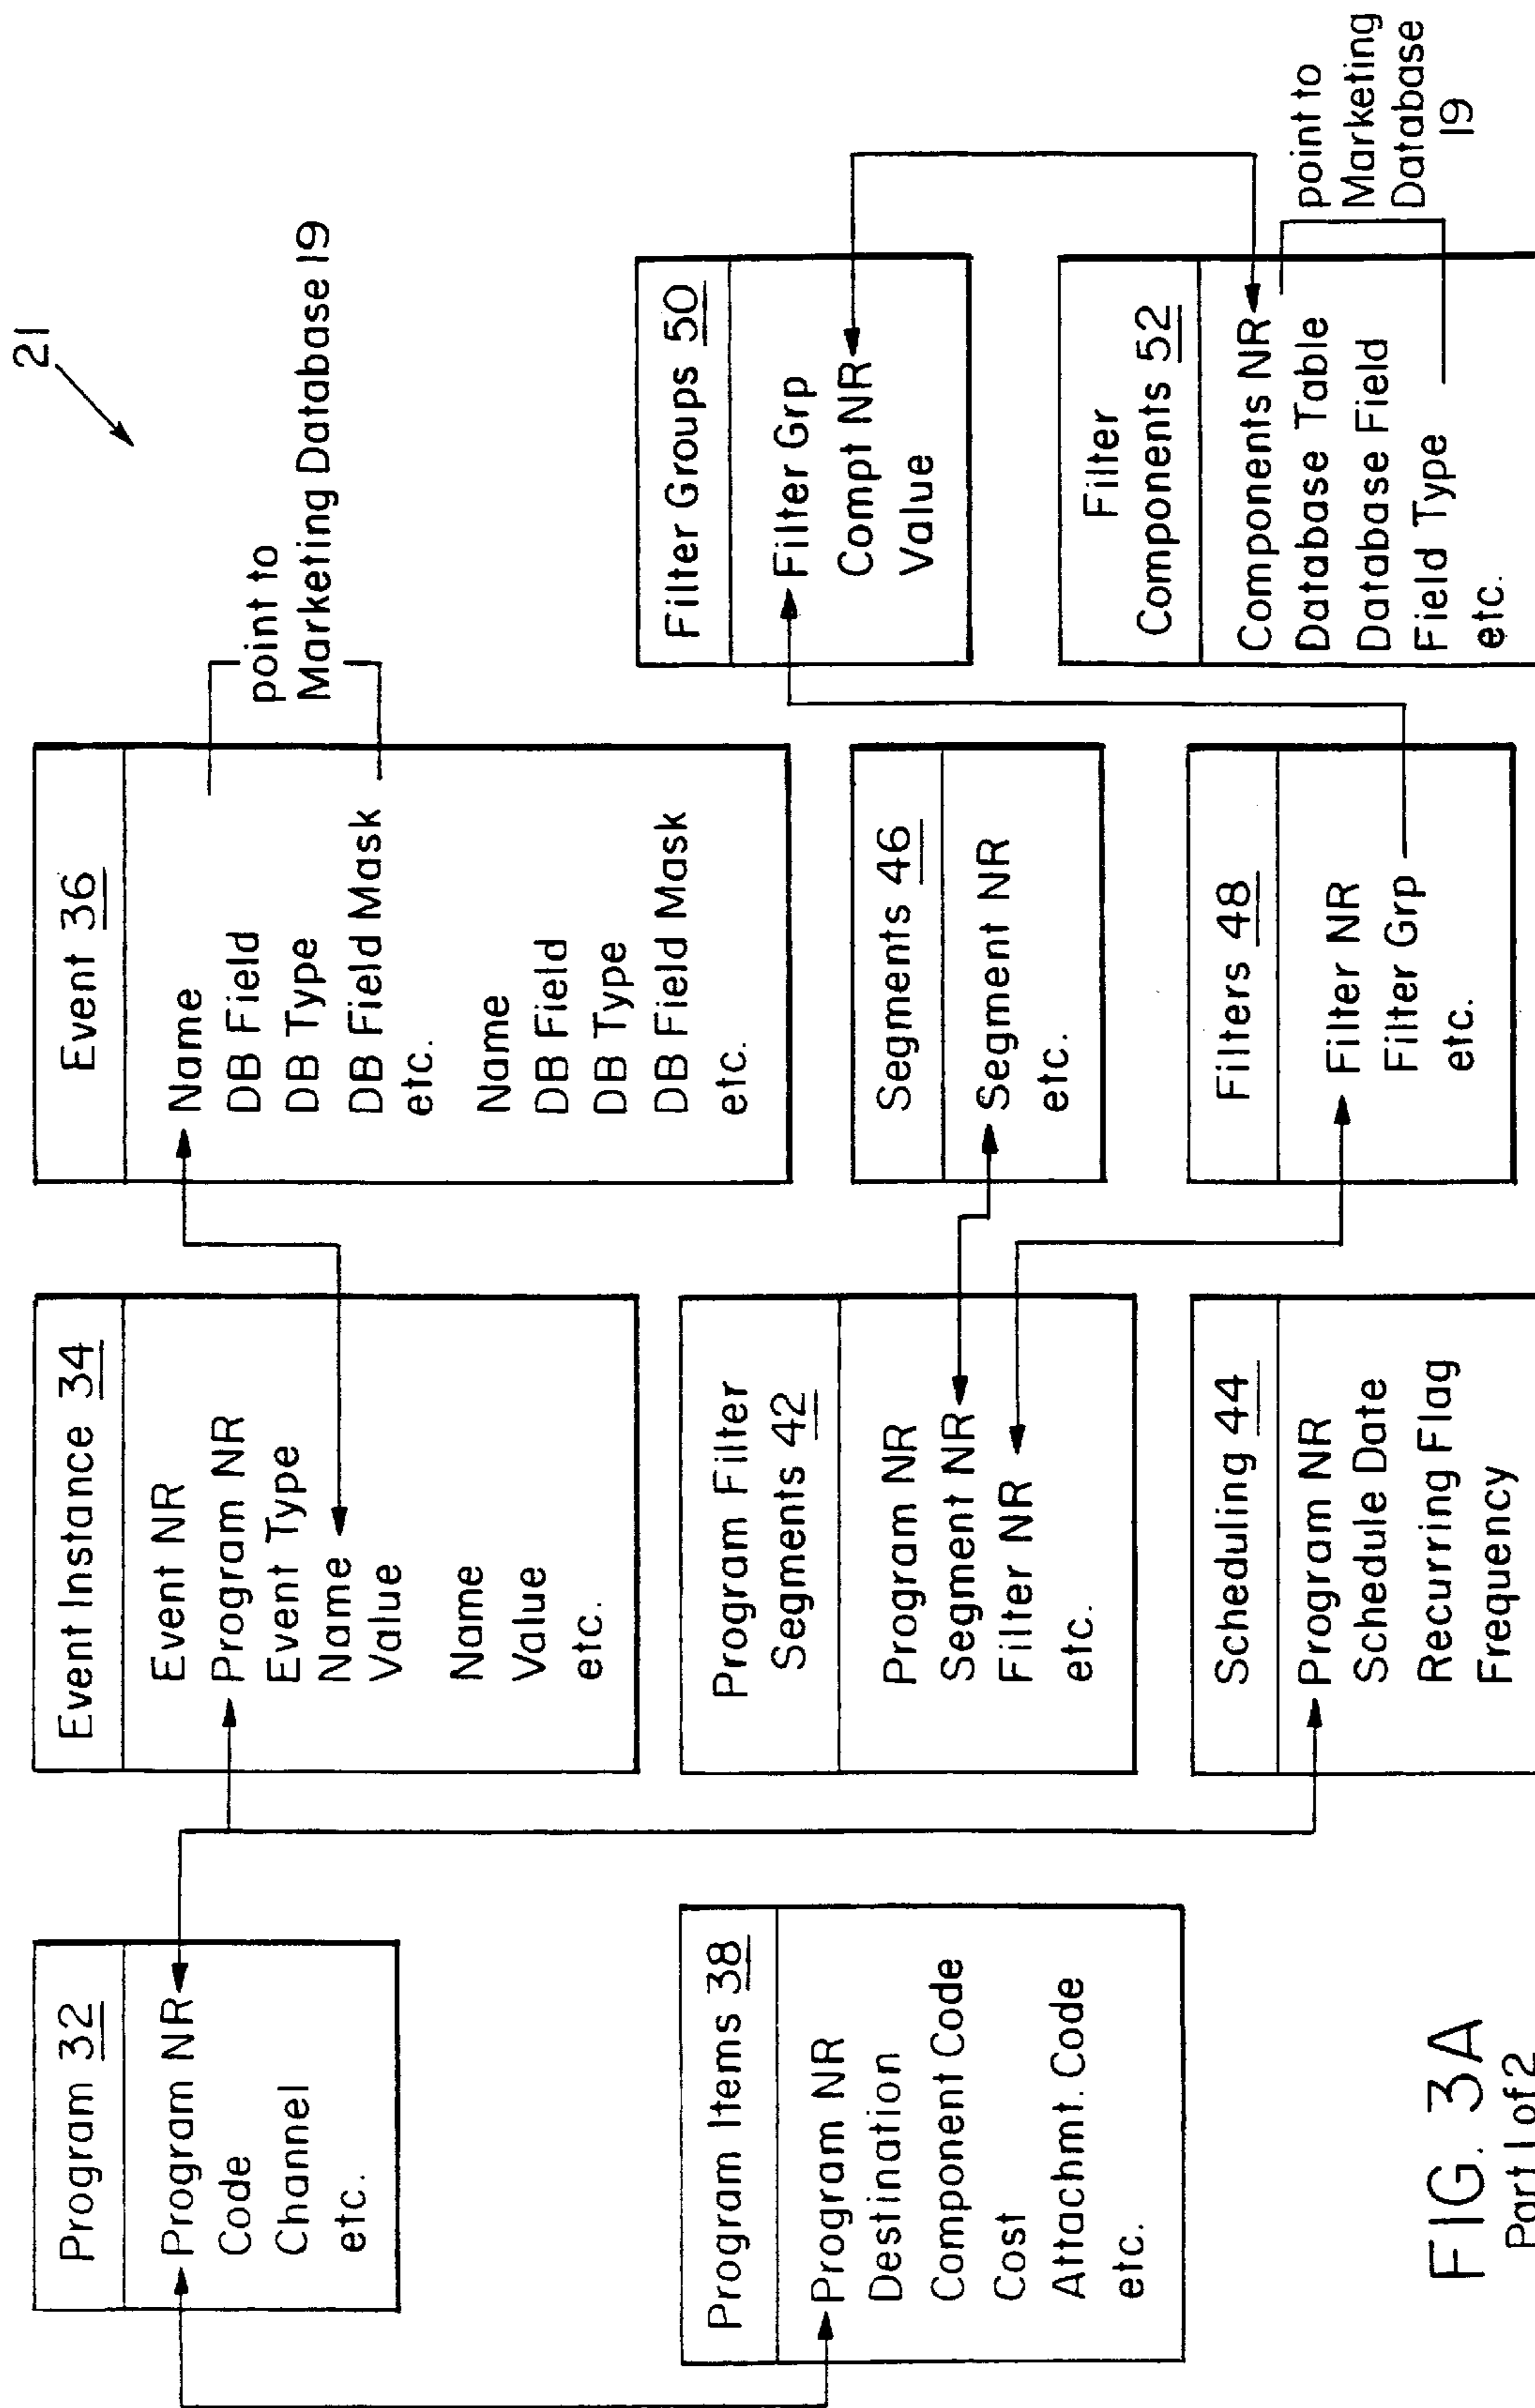 21
Program 32
Program NR
Code
Channel
etc.
Event Instance 34
Event NR
Program NR
Event Type
Name
Value
Name
Value
etc.
Event 36
Name
DB Field
DB Type
DB Field Mask
etc.
Name
DB Field
DB Type
DB Field Mask
etc.
point to
Marketing Database 19
Program Items 38
Program NR
Destination
Component Code
Cost
Attachmt. Code
etc.
Program Filter
Segments 42
Program NR
Segment NR
Filter NR
etc.
Segments 46
Segment NR
etc.
Filter Groups 50
Filter Grp
Compt NR
Value
Scheduling 44
Program NR
Schedule Date
Recurring Flag
Frequency
Filters 48
Filter NR
Filter Grp
etc.
Filter
Components 52
Components NR
Database Table
Database Field
Field Type
etc.
point to
Marketing
Database
19
FIG. 3A
Part 1 of 2